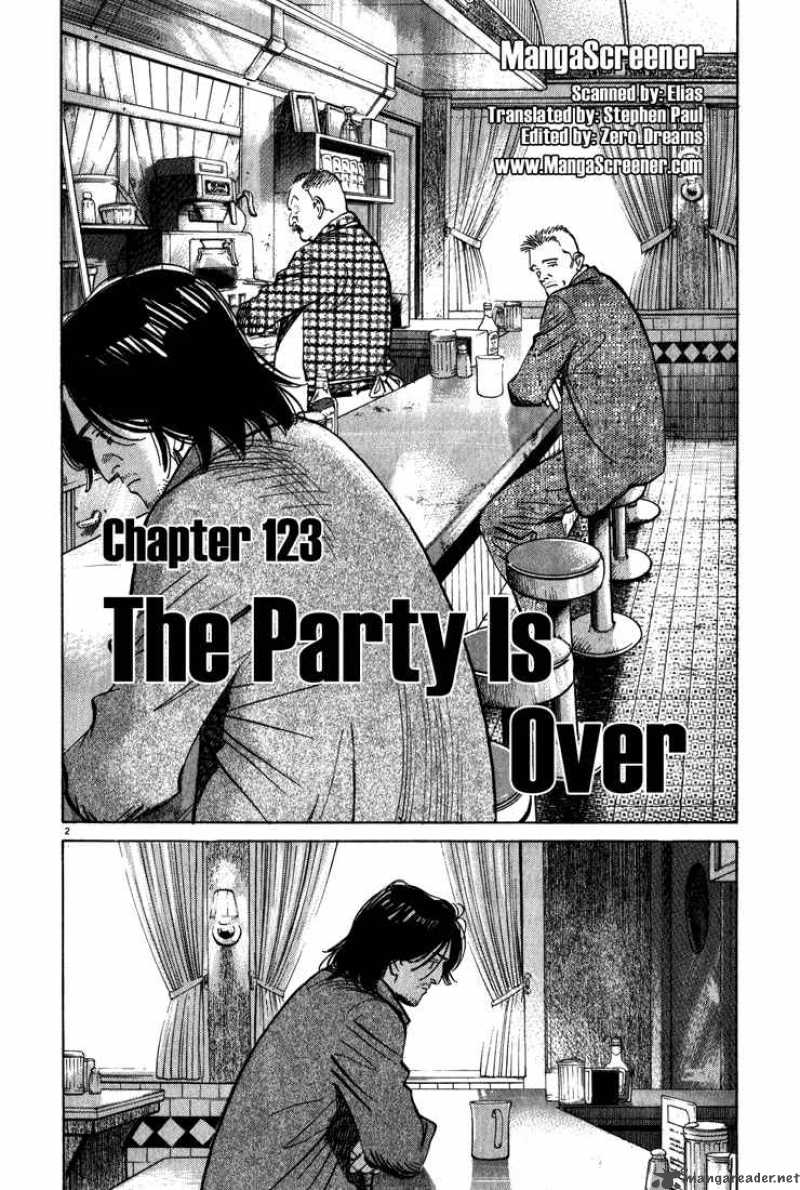 MangaScreener
Scanned by: Elias
Translated by: Stephen Paul
Edited by: Zero_Dreams
www.MangaScreener.com
Chapter 123
The Party Is
Over
2
mangareader.net